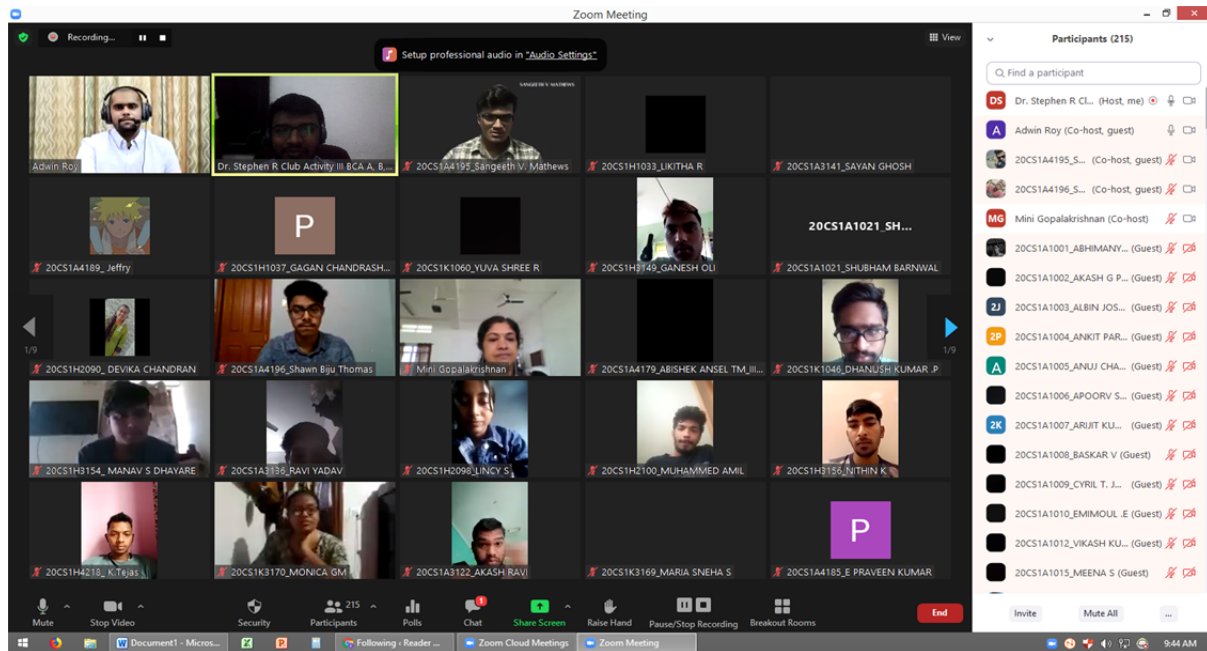 Zoom Meeting
Recording...
View
Setup professional audio in "Audio Settings"
Adwin Roy
Dr. Stephen R Club Activity III BCA A, B,...
SANGEETH V. MATHEWS
20CS1A4195_Sangeeth V. Mathews
20CS1H1033_LIKITHA R
20CS1A3141_SAYAN GHOSH
20CS1A4189_ Jeffry
P
20CS1H1037_GAGAN CHANDRASH...
20CS1K1060_YUVA SHREE R
20CS1H3149_GANESH OLI
20CS1A1021_SH...
20CS1A1021_SHUBHAM BARNWAL
1/9
20CS1H2090_ DEVIKA CHANDRAN
20CS1A4196_Shawn Biju Thomas
Mini Gopalakrishnan
20CS1A4179_ABISHEK ANSEL TM_III...
20CS1K1046_DHANUSH KUMAR .P
1/9
20CS1H3154_ MANAV S DHAYARE
20CS1A3136_RAVI YADAV
20CS1H2098_LINCY S
20CS1H2100_MUHAMMED AMIL
20CS1H3156_NITHIN K
20CS1H4218_ K.Tejas
20CS1K3170_MONICA GM
20CS1A3122_AKASH RAVI
20CS1K3169_MARIA SNEHA S
P
20CS1A4185_E PRAVEEN KUMAR
Mute
Stop Video
Security
215
Participants
Polls
1
Chat
Share Screen
Raise Hand
Pause/Stop Recording
Breakout Rooms
End
Participants (215)
Find a participant
DS Dr. Stephen R Cl... (Host, me)
A Adwin Roy (Co-host, guest)
20CS1A4195_S... (Co-host, guest)
20CS1A4196_S... (Co-host, guest)
MG Mini Gopalakrishnan (Co-host)
20CS1A1001_ABHIMANY... (Guest)
20CS1A1002_AKASH G P... (Guest)
2J 20CS1A1003_ALBIN JOS... (Guest)
2P 20CS1A1004_ANKIT PAR... (Guest)
A 20CS1A1005_ANUJ CHA... (Guest)
20CS1A1006_APOORV S... (Guest)
2K 20CS1A1007_ARIJIT KU... (Guest)
20CS1A1008_BASKAR V (Guest)
20CS1A1009_CYRIL T. J... (Guest)
20CS1A1010_EMIMOUL .E (Guest)
20CS1A1012_VIKASH KU... (Guest)
20CS1A1015_MEENA S (Guest)
Invite
Mute All
...
Document1 - Micros...
Following ‹ Reader ...
Zoom Cloud Meetings
Zoom Meeting
9:44 AM